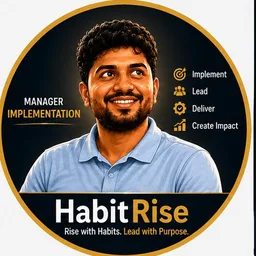 MANAGER
IMPLEMENTATION
Implement
Lead
Deliver
Create Impact
HabitRise
Rise with Habits. Lead with Purpose.